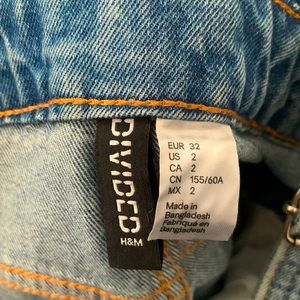 DIVIDED
H&M
EUR 32
US 2
CA 2
CN 155/60A
MX 2
Made in
Bangladesh
Fabriqué en
Bangladesh